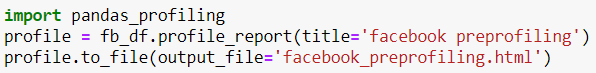 import pandas_profiling
profile = fb_df.profile_report(title='facebook preprofiling')
profile.to_file(output_file='facebook_preprofiling.html')